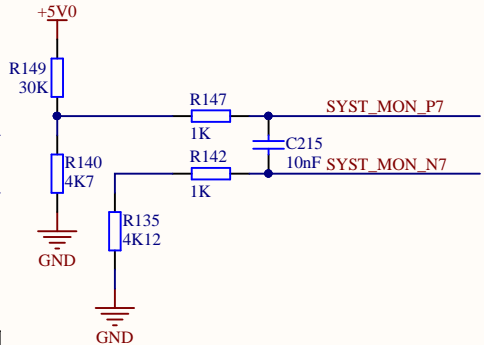 +5V0
R149
30K
R147
1K
SYST_MON_P7
C215
10nF
R140
4K7
R142
1K
SYST_MON_N7
R135
4K12
GND
GND